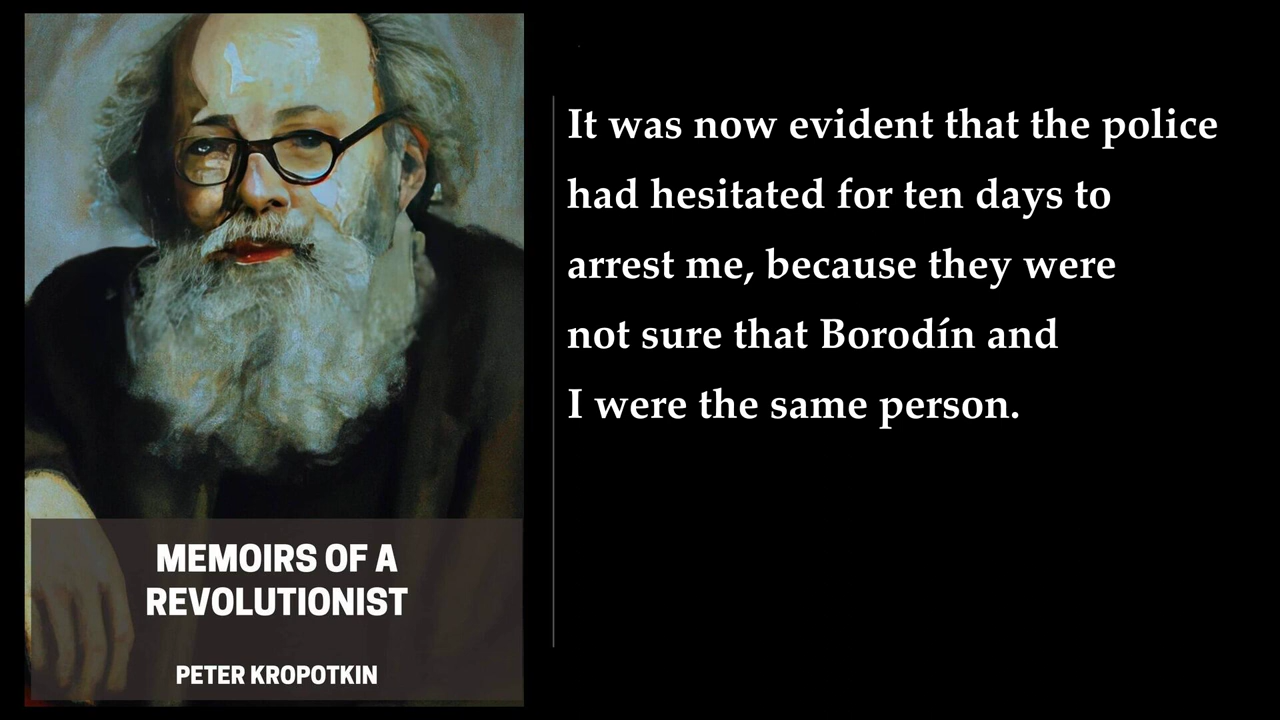 It was now evident that the police
had hesitated for ten days to
arrest me, because they were
not sure that Borodín and
I were the same person.
MEMOIRS OF A
REVOLUTIONIST
PETER KROPOTKIN